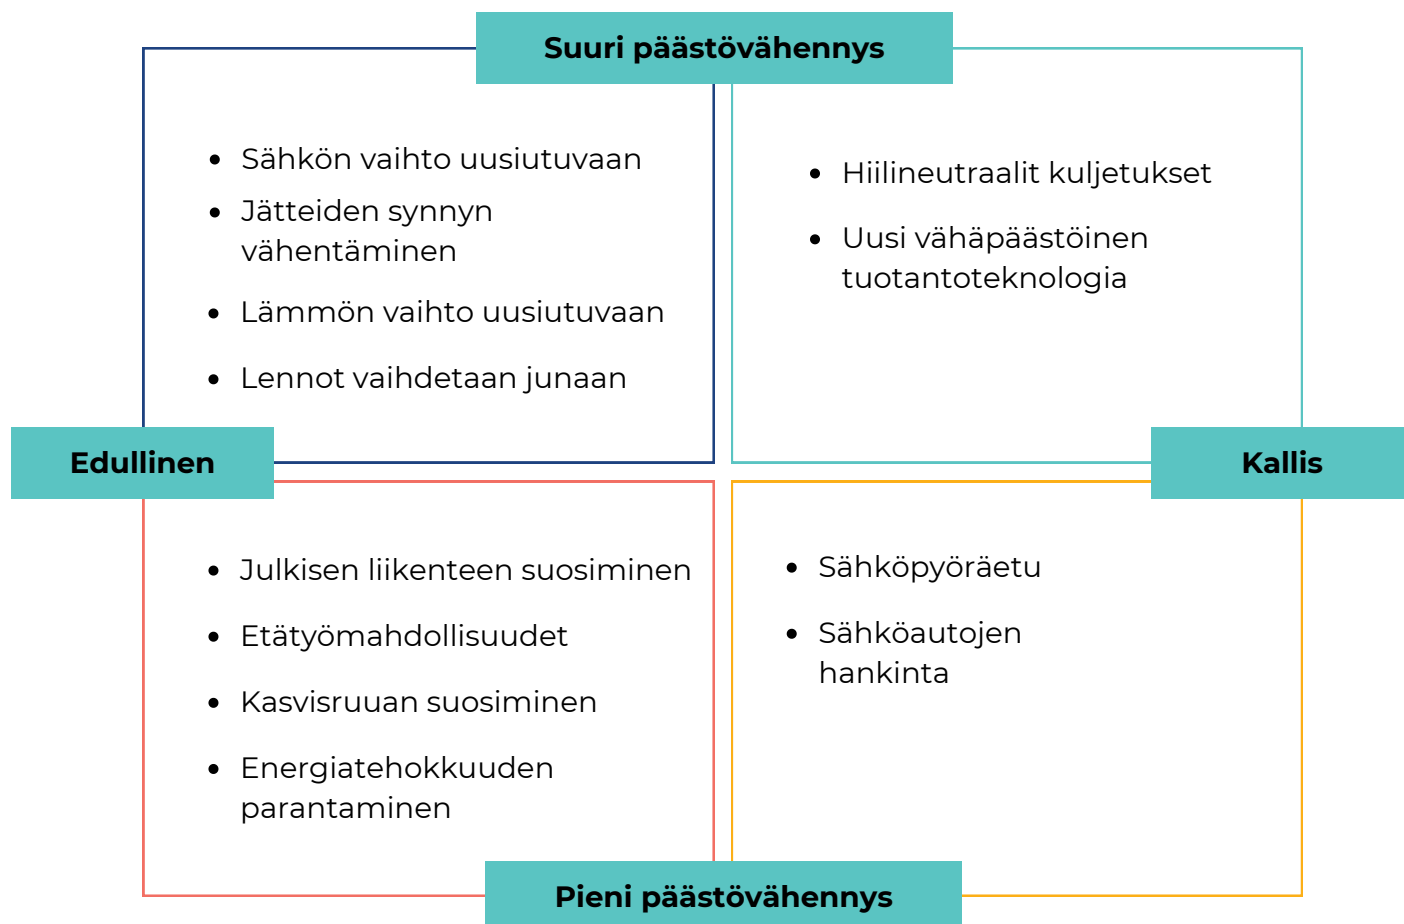 Suuri päästövähennys
Sähkön vaihto uusiutuvaan
Jätteiden synnyn
vähentäminen
Lämmön vaihto uusiutuvaan
Lennot vaihdetaan junaan
Hiilineutraalit kuljetukset
Uusi vähäpäästöinen
tuotantoteknologia
Edullinen
Kallis
Julkisen liikenteen suosiminen
Etätyömahdollisuudet
Kasvisruuan suosiminen
Energiatehokkuuden
parantaminen
Sähköpyöräetu
Sähköautojen
hankinta
Pieni päästövähennys